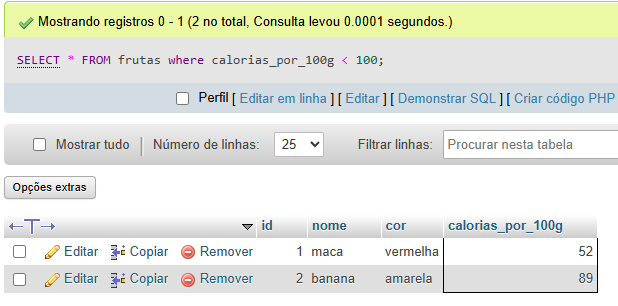 Mostrando registros 0 - 1 (2 no total, Consulta levou 0.0001 segundos.)
SELECT * FROM frutas where calorias_por_100g < 100;
Perfil [ Editar em linha ] [ Editar ] [ Demonstrar SQL ] [ Criar código PHP
Mostrar tudo | Número de linhas: 25 Filtrar linhas: Procurar nesta tabela
Opções extras
←T→ id nome cor calorias_por_100g
Editar Copiar Remover 1 maca vermelha 52
Editar Copiar Remover 2 banana amarela 89